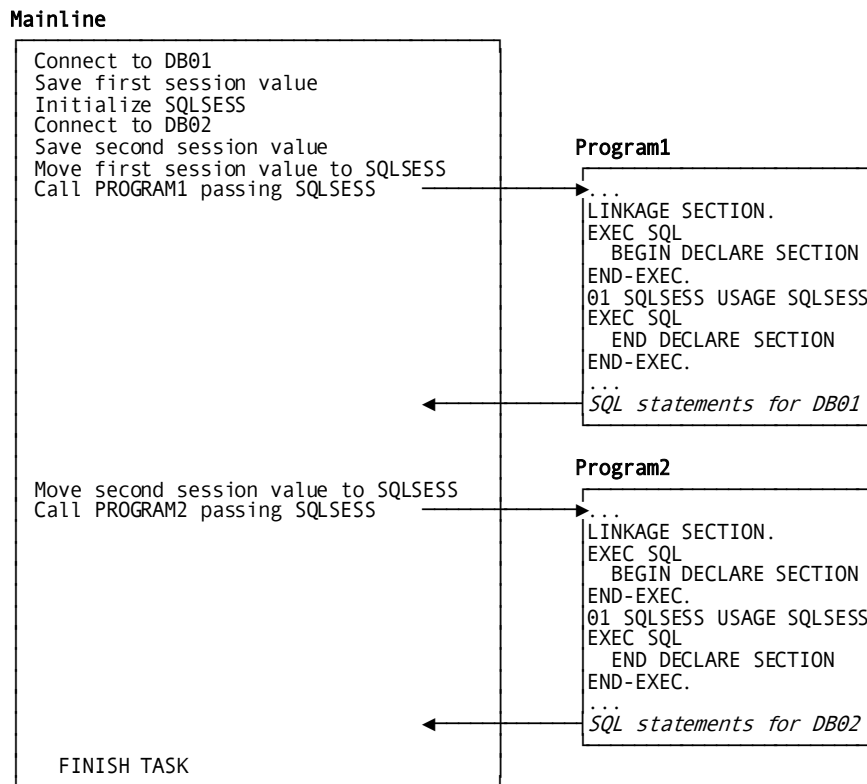 Mainline
Connect to DB01
Save first session value
Initialize SQLSESS
Connect to DB02
Save second session value
Move first session value to SQLSESS
Call PROGRAM1 passing SQLSESS
Program1
...
LINKAGE SECTION.
EXEC SQL
BEGIN DECLARE SECTION
END-EXEC.
01 SQLSESS USAGE SQLSESS
EXEC SQL
END DECLARE SECTION
END-EXEC.
...
SQL statements for DB01
Move second session value to SQLSESS
Call PROGRAM2 passing SQLSESS
Program2
...
LINKAGE SECTION.
EXEC SQL
BEGIN DECLARE SECTION
END-EXEC.
01 SQLSESS USAGE SQLSESS
EXEC SQL
END DECLARE SECTION
END-EXEC.
...
SQL statements for DB02
FINISH TASK